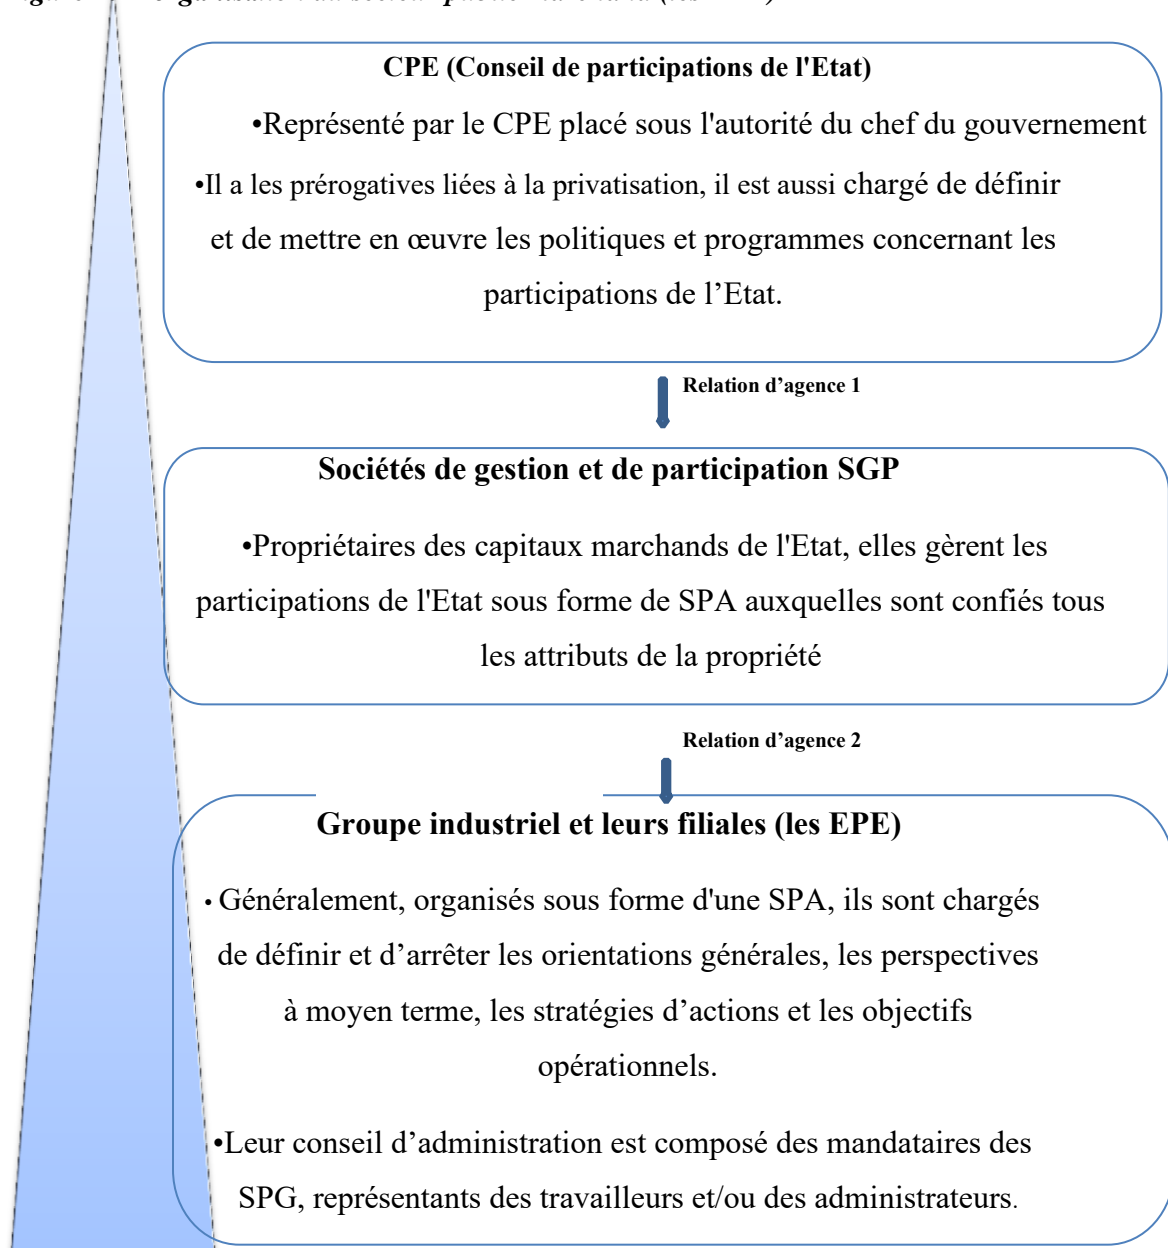 CPE (Conseil de participations de l'Etat)
•Représenté par le CPE placé sous l'autorité du chef du gouvernement
•Il a les prérogatives liées à la privatisation, il est aussi chargé de définir
et de mettre en œuvre les politiques et programmes concernant les
participations de l’Etat.
Relation d’agence 1
Sociétés de gestion et de participation SGP
•Propriétaires des capitaux marchands de l'Etat, elles gèrent les
participations de l'Etat sous forme de SPA auxquelles sont confiés tous
les attributs de la propriété
Relation d’agence 2
Groupe industriel et leurs filiales (les EPE)
• Généralement, organisés sous forme d'une SPA, ils sont chargés
de définir et d’arrêter les orientations générales, les perspectives
à moyen terme, les stratégies d’actions et les objectifs
opérationnels.
•Leur conseil d’administration est composé des mandataires des
SPG, représentants des travailleurs et/ou des administrateurs.